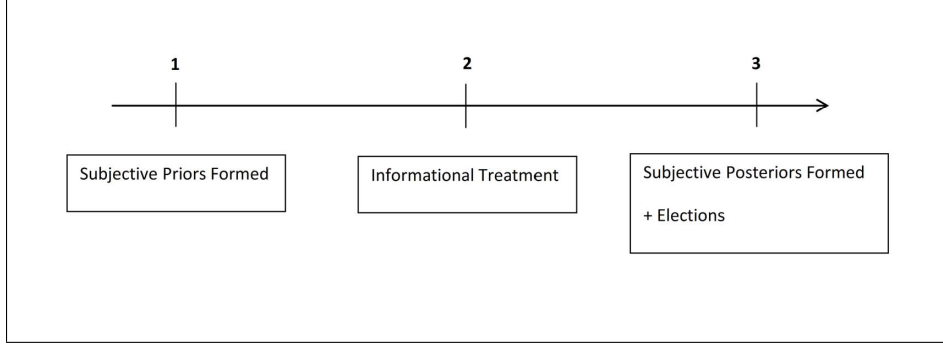 1 2 3
Subjective Priors Formed
Informational Treatment
Subjective Posteriors Formed
+ Elections